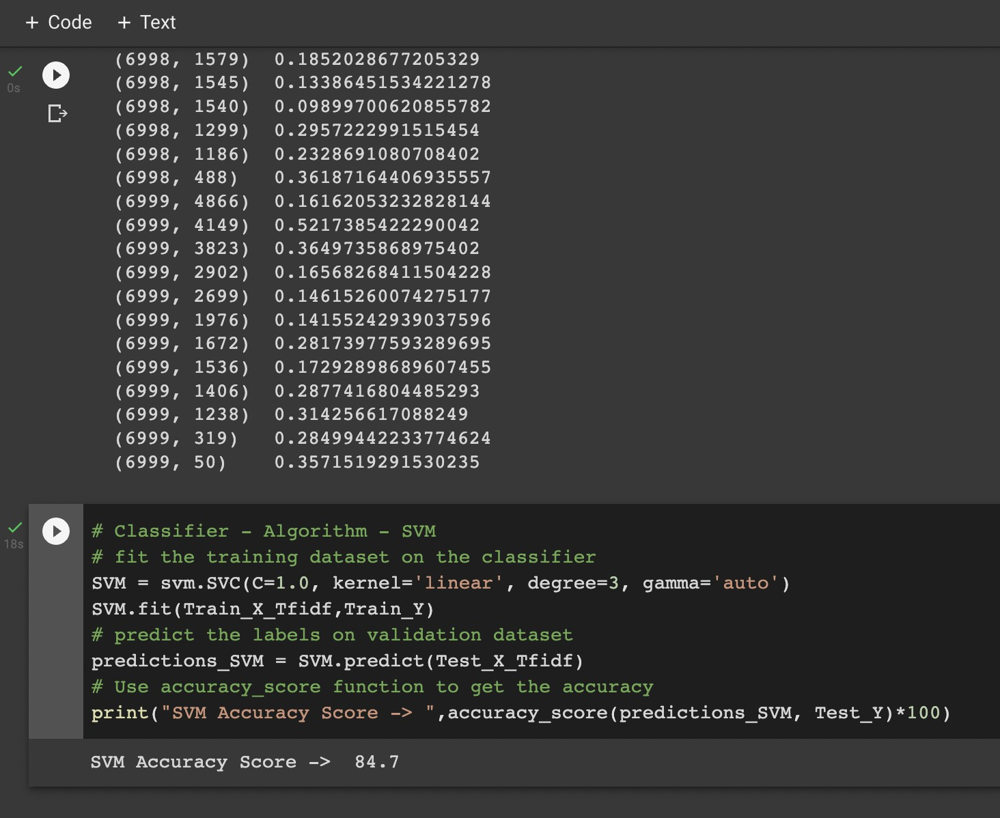 + Code + Text
(6998, 1579) 0.1852028677205329
0s
(6998, 1545) 0.13386451534221278
(6998, 1540) 0.09899700620855782
(6998, 1299) 0.2957222991515454
(6998, 1186) 0.2328691080708402
(6998, 488) 0.36187164406935557
(6999, 4866) 0.16162053232828144
(6999, 4149) 0.5217385422290042
(6999, 3823) 0.3649735868975402
(6999, 2902) 0.16568268411504228
(6999, 2699) 0.14615260074275177
(6999, 1976) 0.14155242939037596
(6999, 1672) 0.28173977593289695
(6999, 1536) 0.17292898689607455
(6999, 1406) 0.2877416804485293
(6999, 1238) 0.314256617088249
(6999, 319) 0.28499442233774624
(6999, 50) 0.3571519291530235
18s
# Classifier - Algorithm - SVM
# fit the training dataset on the classifier
SVM = svm.SVC(C=1.0, kernel='linear', degree=3, gamma='auto')
SVM.fit(Train_X_Tfidf,Train_Y)
# predict the labels on validation dataset
predictions_SVM = SVM.predict(Test_X_Tfidf)
# Use accuracy_score function to get the accuracy
print("SVM Accuracy Score -> ",accuracy_score(predictions_SVM, Test_Y)*100)
SVM Accuracy Score ->  84.7